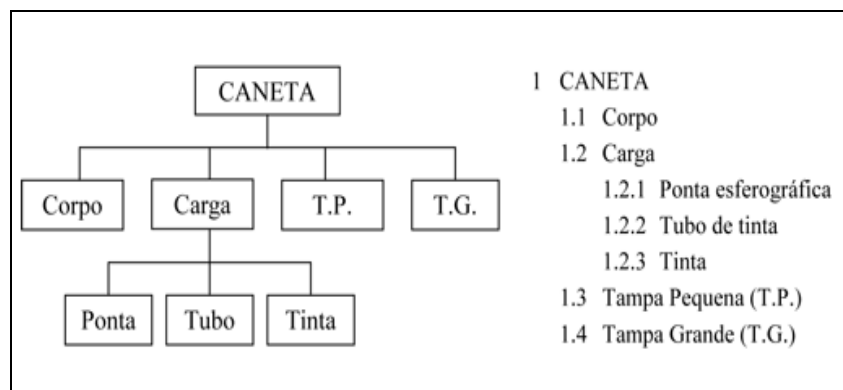 CANETA
Corpo
Carga
T.P.
T.G.
Ponta
Tubo
Tinta
1 CANETA
1.1 Corpo
1.2 Carga
1.2.1 Ponta esferográfica
1.2.2 Tubo de tinta
1.2.3 Tinta
1.3 Tampa Pequena (T.P.)
1.4 Tampa Grande (T.G.)